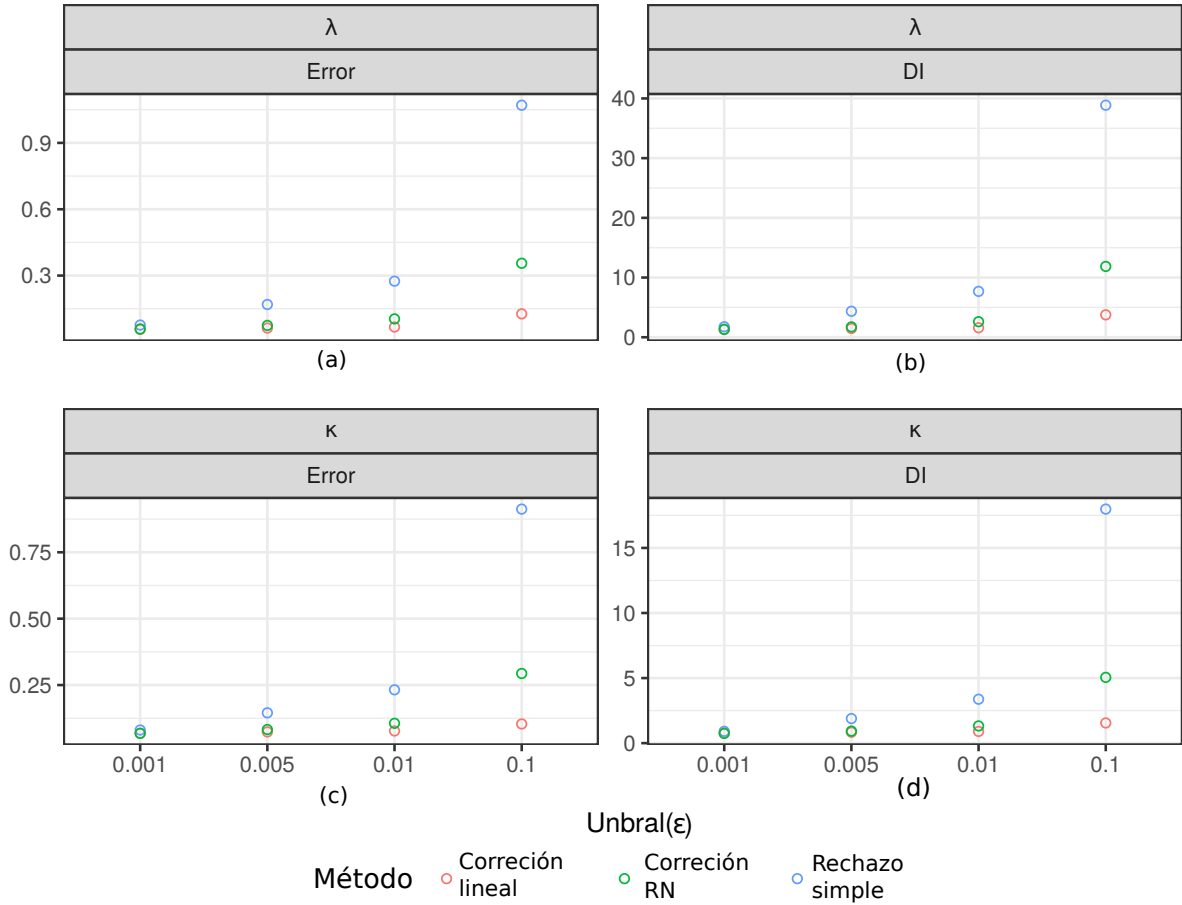 λ
Error
0.9
0.6
0.3
(a)
λ
DI
40
30
20
10
0
(b)
κ
Error
0.75
0.50
0.25
0.001 0.005 0.01 0.1
(c)
κ
DI
15
10
5
0
0.001 0.005 0.01 0.1
(d)
Unbral(ε)
Método
Correción
lineal
Correción
RN
Rechazo
simple